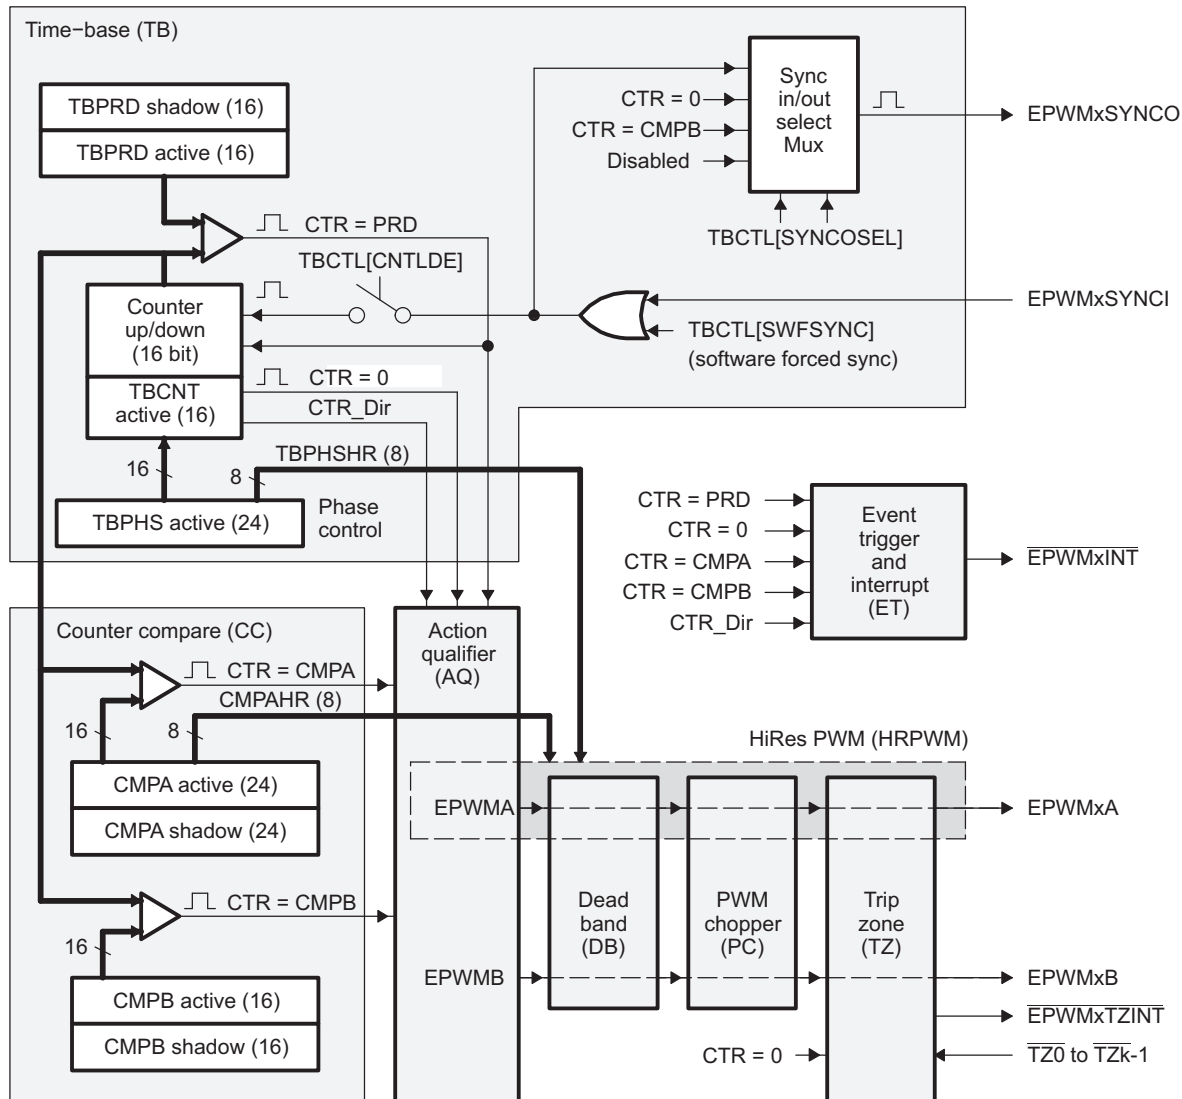 Time−base (TB)
TBPRD shadow (16)
TBPRD active (16)
CTR = PRD
TBCTL[CNTLDE]
Counter
up/down
(16 bit)
TBCNT
active (16)
CTR = 0
CTR_Dir
16
8
TBPHSHR (8)
TBPHS active (24)
Phase
control
CTR = 0
CTR = CMPB
Disabled
Sync
in/out
select
Mux
TBCTL[SYNCOSEL]
EPWMxSYNCO
EPWMxSYNCI
TBCTL[SWFSYNC]
(software forced sync)
CTR = PRD
CTR = 0
CTR = CMPA
CTR = CMPB
CTR_Dir
Event
trigger
and
interrupt
(ET)
EPWMxINT
Counter compare (CC)
CTR = CMPA
CMPAHR (8)
16
8
CMPA active (24)
CMPA shadow (24)
CTR = CMPB
16
CMPB active (16)
CMPB shadow (16)
Action
qualifier
(AQ)
HiRes PWM (HRPWM)
EPWMA
EPWMB
Dead
band
(DB)
PWM
chopper
(PC)
Trip
zone
(TZ)
CTR = 0
EPWMxA
EPWMxB
EPWMxTZINT
TZ0 to TZk-1